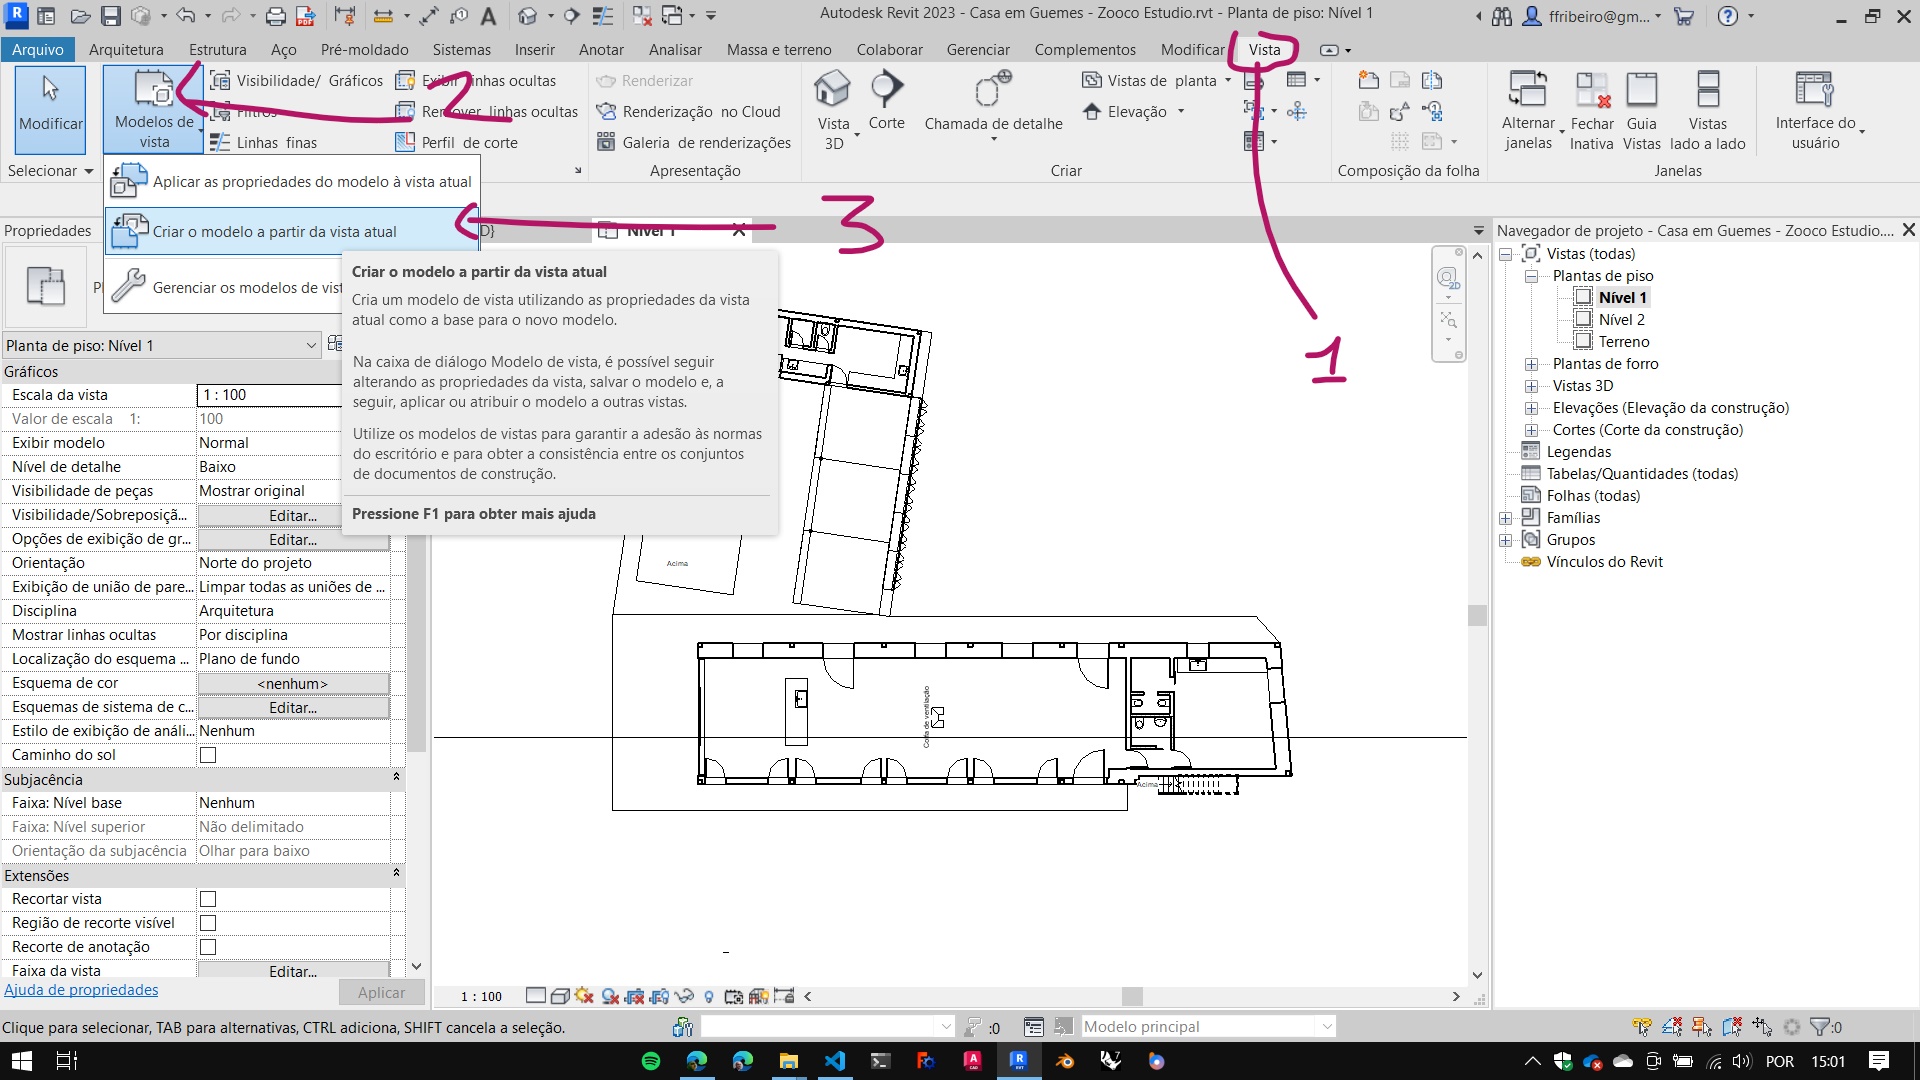 Autodesk Revit 2023 - Casa em Guemes - Zooco Estudio.rvt - Planta de piso: Nível 1
ffribeiro@gm...
Arquivo Arquitetura Estrutura Aço Pré-moldado Sistemas Inserir Anotar Analisar Massa e terreno Colaborar Gerenciar Complementos Modificar Vista
Modificar
Selecionar
Modelos de vista
Visibilidade/ Gráficos
Filtros
Linhas finas
Exibir linhas ocultas
Remover linhas ocultas
Perfil de corte
2
Renderizar
Renderização no Cloud
Galeria de renderizações
Apresentação
Vista 3D
Corte
Chamada de detalhe
Vistas de planta
Elevação
Criar
Composição da folha
Alternar janelas
Fechar Inativa
Guia Vistas
Vistas lado a lado
Janelas
Interface do usuário
Aplicar as propriedades do modelo à vista atual
Criar o modelo a partir da vista atual
Gerenciar os modelos de vist
3
1
D}
Nível 1
Criar o modelo a partir da vista atual
Cria um modelo de vista utilizando as propriedades da vista
atual como a base para o novo modelo.
Na caixa de diálogo Modelo de vista, é possível seguir
alterando as propriedades da vista, salvar o modelo e, a
seguir, aplicar ou atribuir o modelo a outras vistas.
Utilize os modelos de vistas para garantir a adesão às normas
do escritório e para obter a consistência entre os conjuntos
de documentos de construção.
Pressione F1 para obter mais ajuda
Propriedades
Pl
Planta de piso: Nível 1
Gráficos
Escala da vista 1 : 100
Valor de escala 1: 100
Exibir modelo Normal
Nível de detalhe Baixo
Visibilidade de peças Mostrar original
Visibilidade/Sobreposiçã... Editar...
Opções de exibição de gr... Editar...
Orientação Norte do projeto
Exibição de união de pare... Limpar todas as uniões de ...
Disciplina Arquitetura
Mostrar linhas ocultas Por disciplina
Localização do esquema ... Plano de fundo
Esquema de cor <nenhum>
Esquemas de sistema de c... Editar...
Estilo de exibição de análi... Nenhum
Caminho do sol
Subjacência
Faixa: Nível base Nenhum
Faixa: Nível superior Não delimitado
Orientação da subjacência Olhar para baixo
Extensões
Recortar vista
Região de recorte visível
Recorte de anotação
Faixa da vista Editar...
Ajuda de propriedades
Aplicar
Acima
Coifa de ventilação
Acima
2D
Navegador de projeto - Casa em Guemes - Zooco Estudio....
Vistas (todas)
Plantas de piso
Nível 1
Nível 2
Terreno
Plantas de forro
Vistas 3D
Elevações (Elevação da construção)
Cortes (Corte da construção)
Legendas
Tabelas/Quantidades (todas)
Folhas (todas)
Famílias
Grupos
Vínculos do Revit
1 : 100
Clique para selecionar, TAB para alternativas, CTRL adiciona, SHIFT cancela a seleção.
:0
Modelo principal
:0
POR 15:01